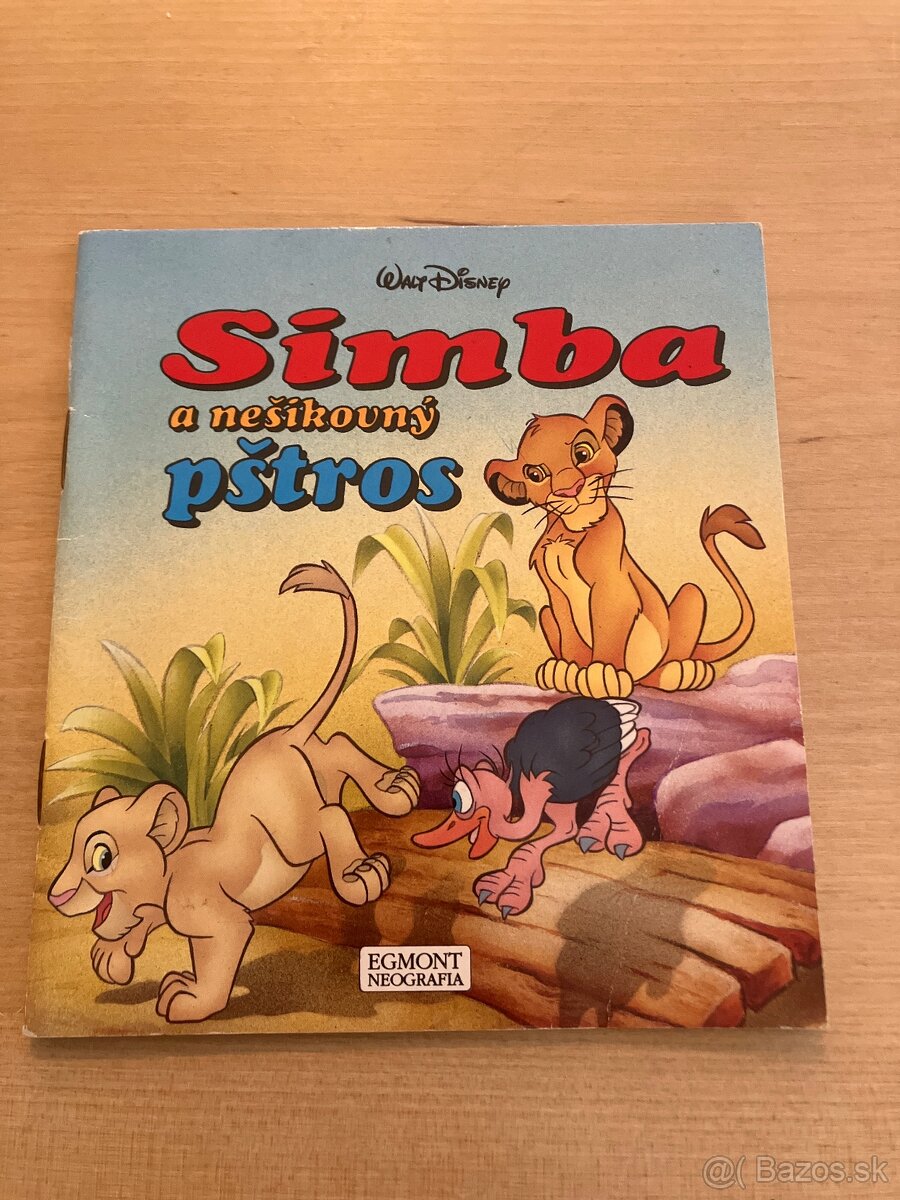 WALT DISNEY
Simba
a nešikovný
pštros
EGMONT
NEOGRAFIA
@( Bazos.sk